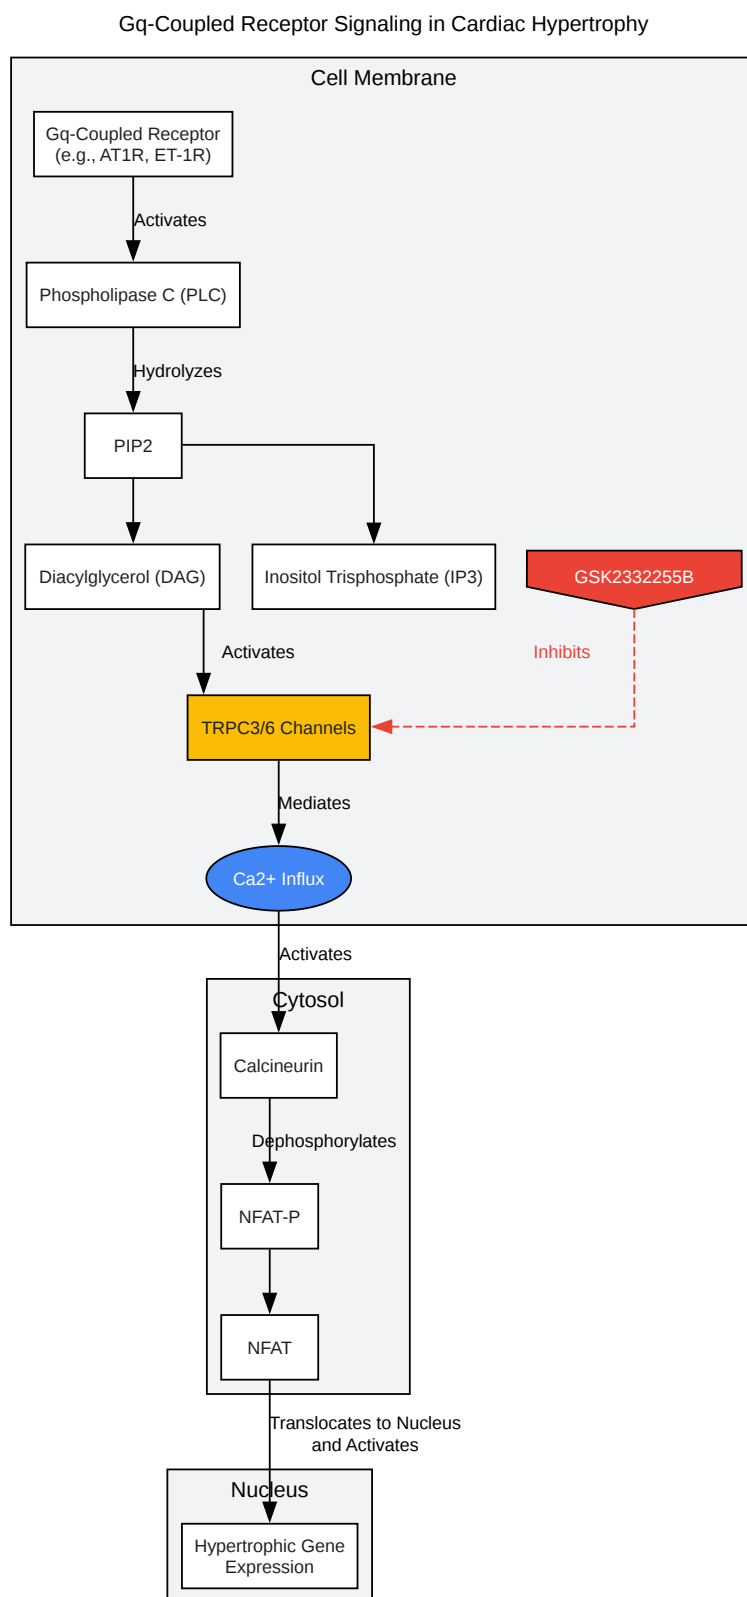 Gq-Coupled Receptor Signaling in Cardiac Hypertrophy
Cell Membrane
Gq-Coupled Receptor
(e.g., AT1R, ET-1R)
Activates
Phospholipase C (PLC)
Hydrolyzes
PIP2
Diacylglycerol (DAG)
Inositol Trisphosphate (IP3)
GSK2332255B
Activates
Inhibits
TRPC3/6 Channels
Mediates
Ca2+ Influx
Activates
Cytosol
Calcineurin
Dephosphorylates
NFAT-P
NFAT
Translocates to Nucleus
and Activates
Nucleus
Hypertrophic Gene
Expression